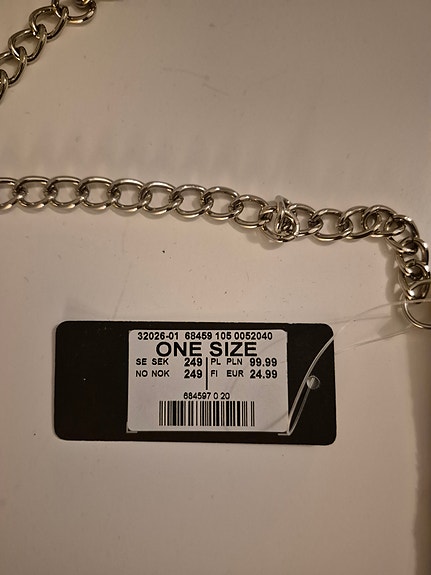 32026-01 68459 105 0052040
ONE SIZE
SE SEK 249 PL PLN 99.99
NO NOK 249 FI EUR 24.99
684597 0 20